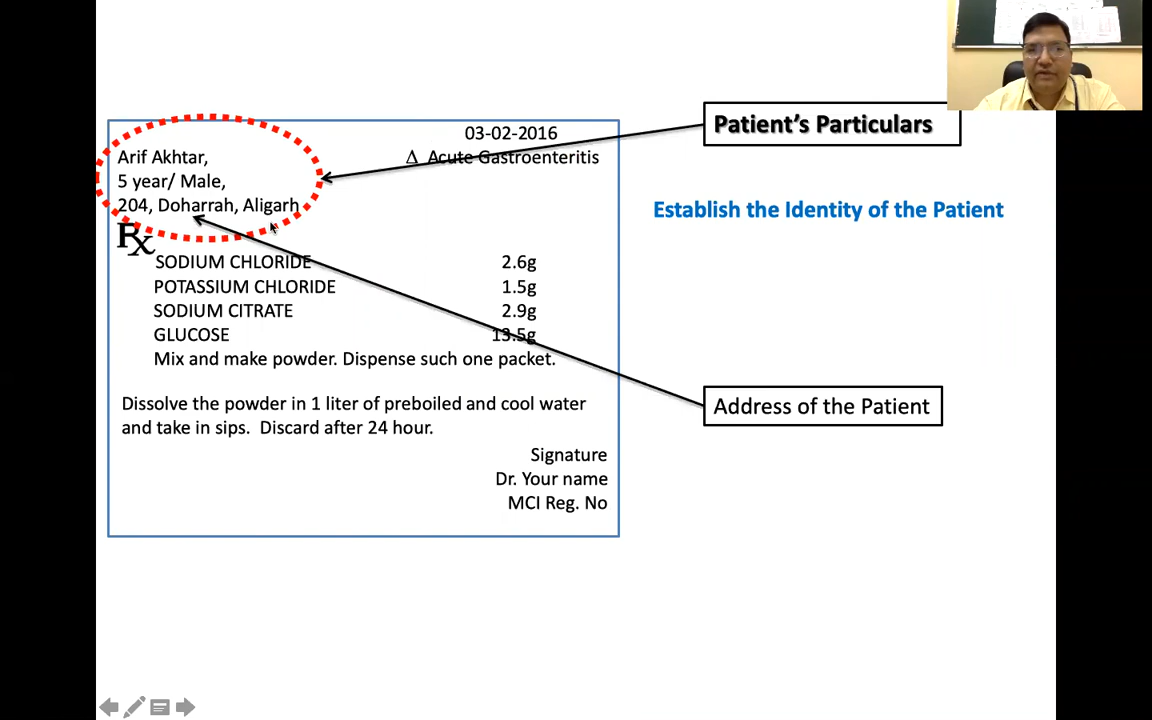 03-02-2016
Arif Akhtar,
Δ Acute Gastroenteritis
5 year/ Male,
204, Doharrah, Aligarh
Rx
SODIUM CHLORIDE 2.6g
POTASSIUM CHLORIDE 1.5g
SODIUM CITRATE 2.9g
GLUCOSE 13.5g
Mix and make powder. Dispense such one packet.
Dissolve the powder in 1 liter of preboiled and cool water
and take in sips. Discard after 24 hour.
Signature
Dr. Your name
MCI Reg. No
Patient’s Particulars
Establish the Identity of the Patient
Address of the Patient